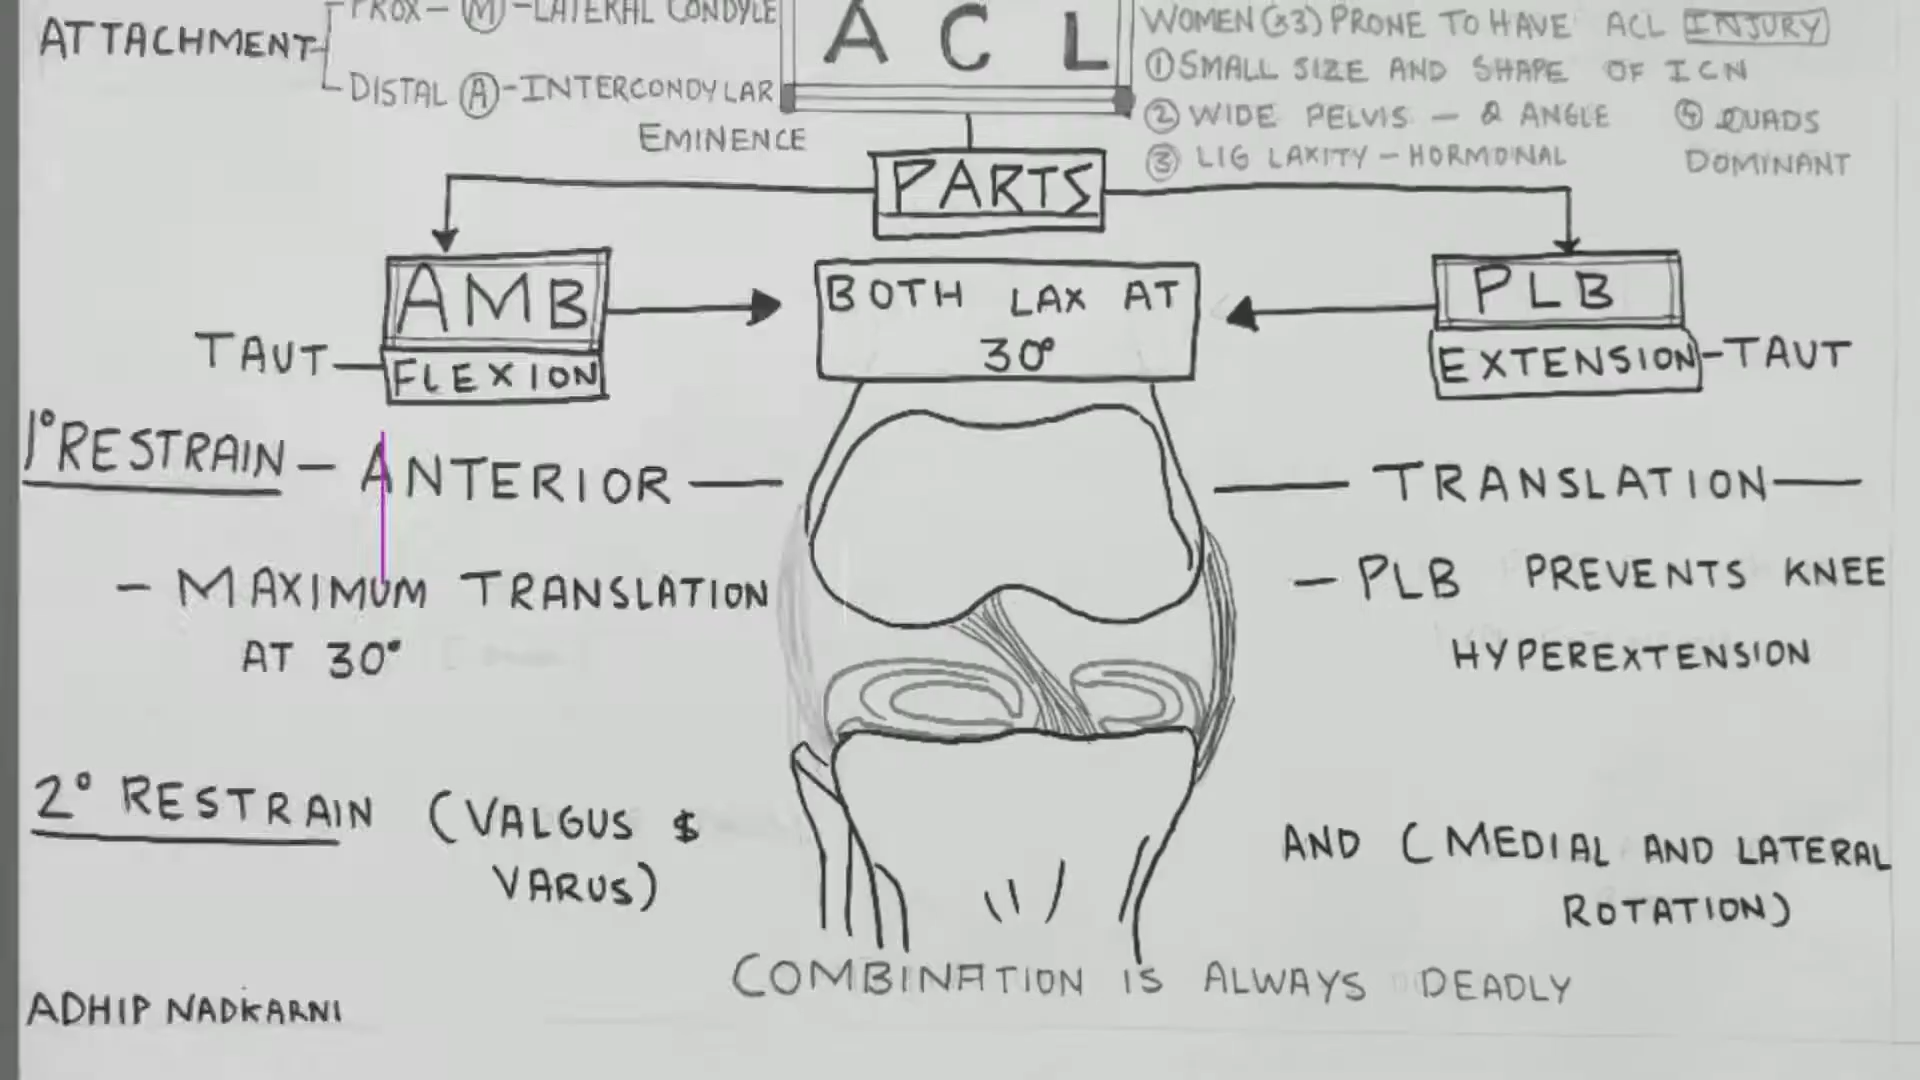 ATTACHMENT
PROX- (M) -LATERAL CONDYLE
DISTAL (A) -INTERCONDYLAR
EMINENCE
ACL
WOMEN (x3) PRONE TO HAVE ACL INJURY
① SMALL SIZE AND SHAPE OF ICN
② WIDE PELVIS - Q ANGLE
③ LIG LAXITY - HORMONAL
④ QUADS
DOMINANT
PARTS
AMB
TAUT - FLEXION
BOTH LAX AT
30°
PLB
EXTENSION - TAUT
1° RESTRAIN - ANTERIOR — — TRANSLATION —
- MAXIMUM TRANSLATION
AT 30°
- PLB PREVENTS KNEE
HYPEREXTENSION
2° RESTRAIN (VALGUS $
VARUS)
AND (MEDIAL AND LATERAL
ROTATION)
COMBINATION IS ALWAYS DEADLY
ADHIP NADKARNI